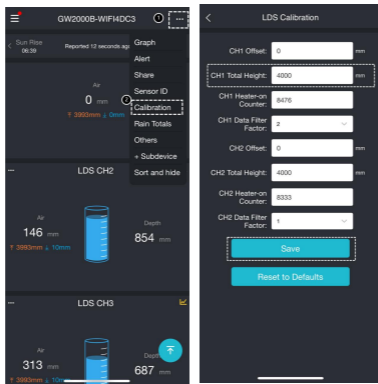 GW2000B-WIFI4DC3
1
...
Sun Rise
06:39
Reported 12 seconds ago
Graph
Alert
Share
Sensor ID
2
Calibration
Rain Totals
Others
+ Subdevice
Sort and hide
Air
0 mm
↑ 3993mm ↓ 0mm
...
LDS CH2
Air
146 mm
↑ 3993mm ↓ 10mm
Depth
854 mm
...
LDS CH3
Air
313 mm
↑ 3993mm ↓ 10mm
Depth
687 mm
LDS Calibration
CH1 Offset: 0 mm
CH1 Total Height: 4000 mm
CH1 Heater-on
Counter: 8476
CH1 Data Filter
Factor: 2
CH2 Offset: 0 mm
CH2 Total Height: 4000 mm
CH2 Heater-on
Counter: 8333
CH2 Data Filter
Factor: 1
Save
Reset to Defaults